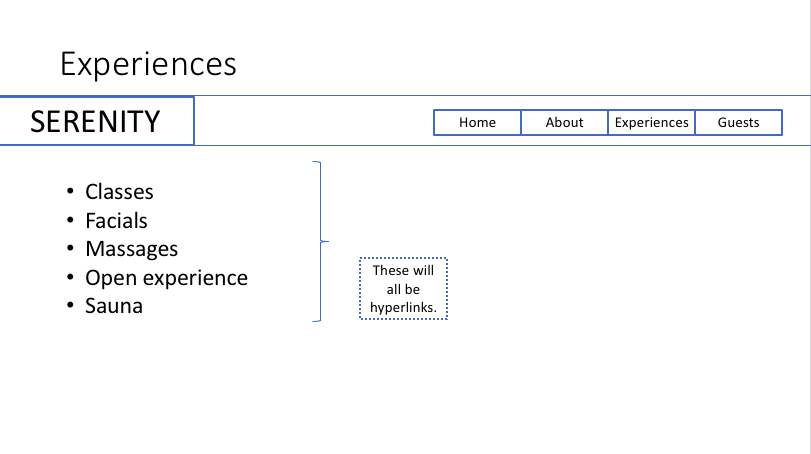 Experiences
SERENITY
Home About Experiences Guests
• Classes
• Facials
• Massages
• Open experience
• Sauna
These will
all be
hyperlinks.